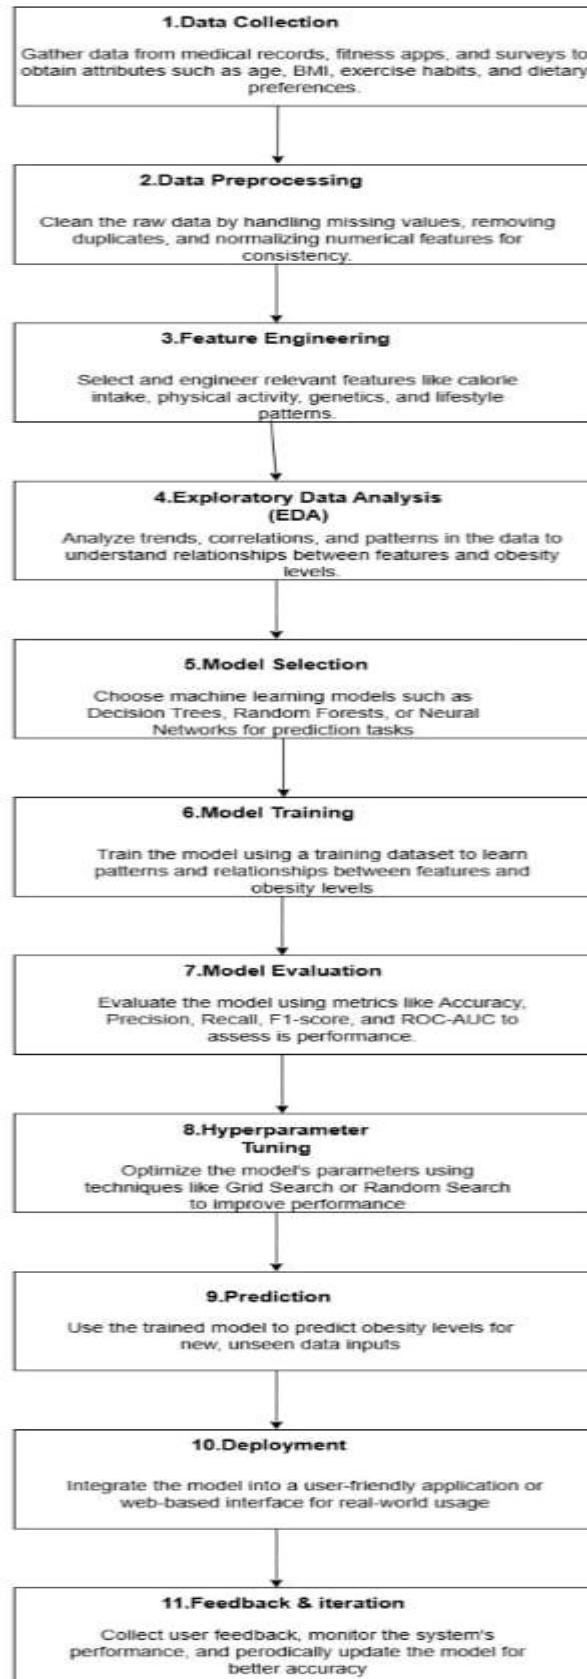 1.Data Collection
Gather data from medical records, fitness apps, and surveys to
obtain attributes such as age, BMI, exercise habits, and dietary
preferences.
2.Data Preprocessing
Clean the raw data by handling missing values, removing
duplicates, and normalizing numerical features for
consistency.
3.Feature Engineering
Select and engineer relevant features like calorie
intake, physical activity, genetics, and lifestyle
patterns.
4.Exploratory Data Analysis
(EDA)
Analyze trends, correlations, and patterns in the data to
understand relationships between features and obesity
levels.
5.Model Selection
Choose machine learning models such as
Decision Trees, Random Forests, or Neural
Networks for prediction tasks
6.Model Training
Train the model using a training dataset to learn
patterns and relationships between features and
obesity levels
7.Model Evaluation
Evaluate the model using metrics like Accuracy,
Precision, Recall, F1-score, and ROC-AUC to
assess is performance.
8.Hyperparameter
Tuning
Optimize the model's parameters using
techniques like Grid Search or Random Search
to improve performance
9.Prediction
Use the trained model to predict obesity levels for
new, unseen data inputs
10.Deployment
Integrate the model into a user-friendly application or
web-based interface for real-world usage
11.Feedback & iteration
Collect user feedback, monitor the system's
performance, and perodically update the model for
better accuracy